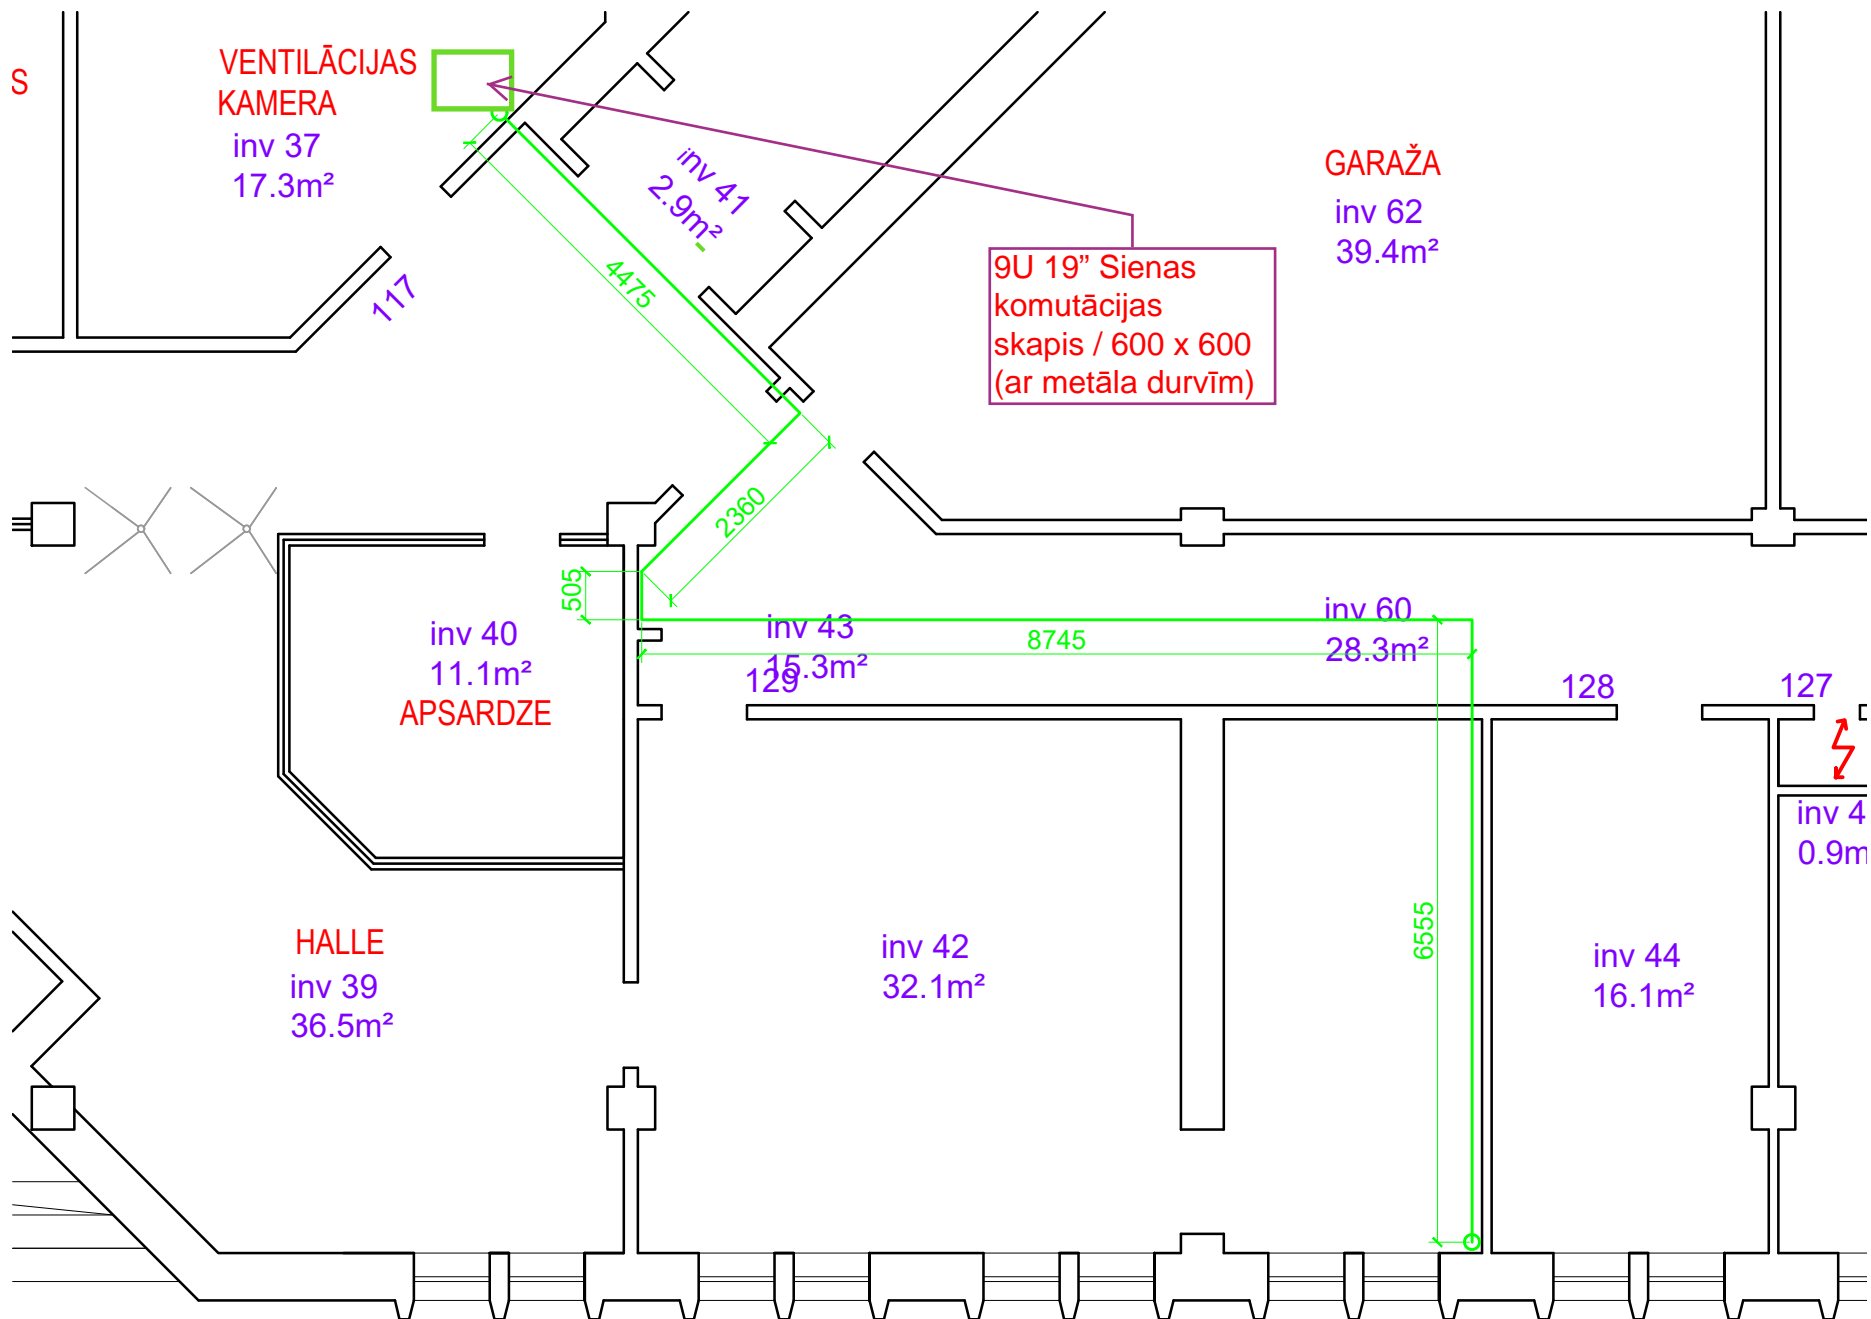 S
VENTILĀCIJAS
KAMERA
inv 37
17.3m²
117
inv 41
2.9m²
4475
GARAŽA
inv 62
39.4m²
9U 19” Sienas
komutācijas
skapis / 600 x 600
(ar metāla durvīm)
2360
505
inv 40
11.1m²
APSARDZE
inv 43
15.3m²
129
8745
inv 60
28.3m²
128
127
inv 4
0.9m
HALLE
inv 39
36.5m²
inv 42
32.1m²
6555
inv 44
16.1m²